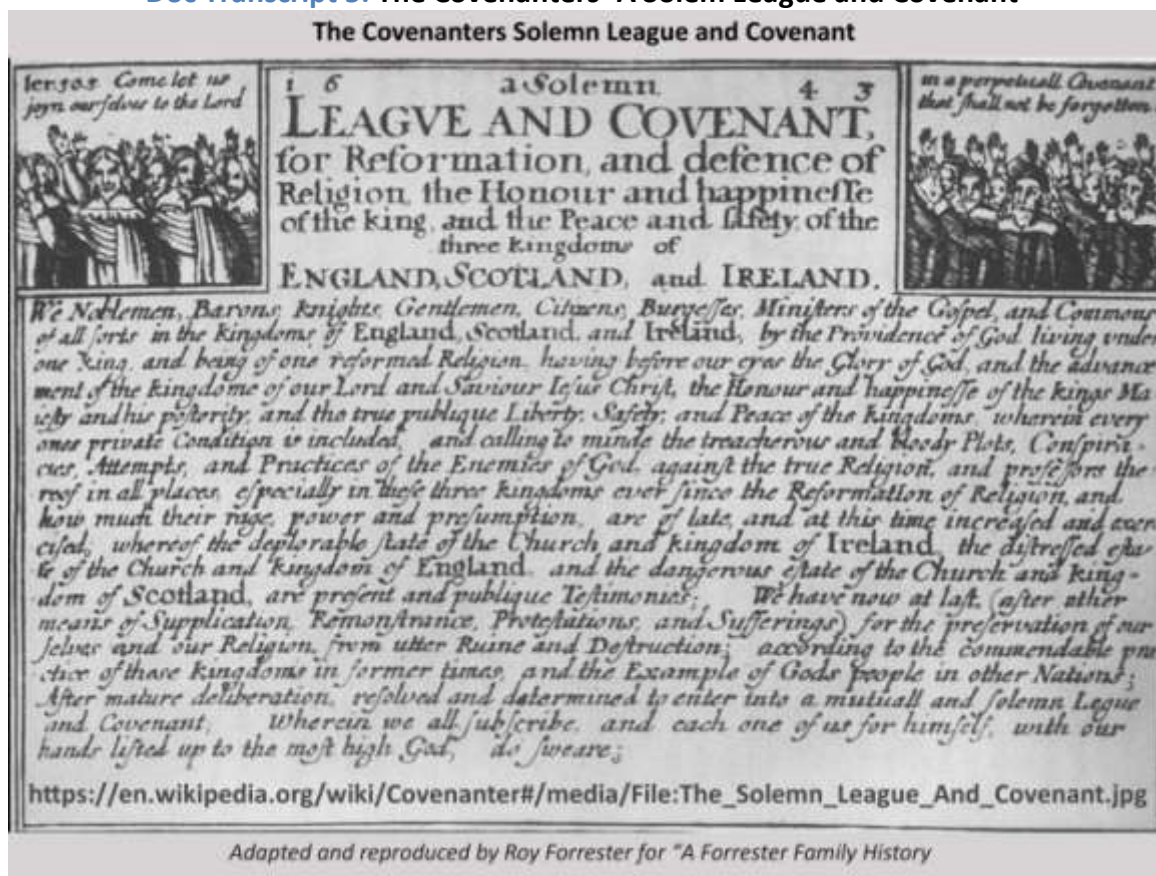 The Covenanters Solemn League and Covenant
Ier 50 5 Come let us
joyn our ſelves to the Lord
1 6 a Solemn 4 3
LEAGVE AND COVENANT,
for Reformation, and defence of
Religion, the Honour and happineſſe
of the king, and the Peace and ſafety of the
three kingdoms of
ENGLAND, SCOTLAND, and IRELAND.
in a perpetuall Covenant
that ſhall not be forgotten
We Noblemen, Barons, knights, Gentlemen, Citizens, Burgeſſes, Miniſters of the Goſpel, and Commons
of all ſorts in the kingdoms of England, Scotland, and Ireland, by the Providence of God living under
one King, and being of one reformed Religion, having before our eyes the Glory of God, and the advance
ment of the kingdome of our Lord and Saviour Ieſus Chriſt, the Honour and happineſſe of the kings Ma
ieſty and his poſterity, and the true publique Liberty, Safety, and Peace of the kingdoms, wherein every
ones private Condition is included, and calling to minde the treacherous and bloody Plots, Conſpira-
cies, Attempts, and Practices of the Enemies of God, againſt the true Religion, and profeſſors the
reof in all places, eſpecially in theſe three kingdoms ever ſince the Reformation of Religion, and
how much their rage, power and preſumption, are of late, and at this time increaſed and exer
ciſed, whereof the deplorable ſtate of the Church and kingdom of Ireland, the diſtreſſed eſta
te of the Church and kingdom of England, and the dangerous eſtate of the Church and king-
dom of Scotland, are preſent and publique Teſtimonies; We have now at laſt, (after other
means of Supplication, Remonſtrance, Proteſtations, and Sufferings) for the preſervation of our
ſelves and our Religion, from utter Ruine and Deſtruction; according to the commendable pra
ctice of theſe kingdoms in former times, and the Example of Gods people in other Nations;
After mature deliberation, reſolved and determined to enter into a mutuall and ſolemn Legue
and Covenant, Wherein we all ſubſcribe, and each one of us for himſelf, with our
hands lifted up to the moſt high God, do ſweare;
https://en.wikipedia.org/wiki/Covenanter#/media/File:The_Solemn_League_And_Covenant.jpg
Adapted and reproduced by Roy Forrester for "A Forrester Family History